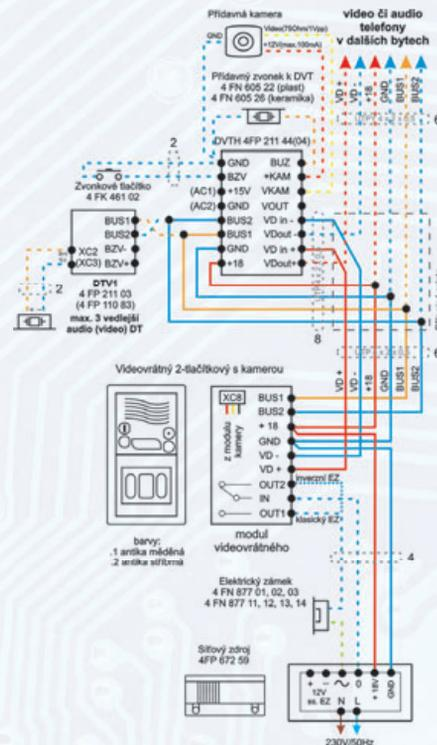 Přídavná kamera
video či audio
telefony
v dalších bytech
GND
Video(75Ohm/1Vpp)
+12V(max.100mA)
Přídavný zvonek k DVT
4 FN 605 22 (plast)
4 FN 605 26 (keramika)
VD +
VD -
+18
GND
BUS1
BUS2
6
2
DVTH 4FP 211 44(04)
GND
BZV
(AC1)
+15V
(AC2)
GND
BUS2
BUS1
GND
+18
BUZ
+KAM
VKAM
VOUT
VD in -
VDout -
VD in +
VDout+
Zvonkové tlačítko
4 FK 461 02
BUS1
BUS2
BZV-
BZV+
XC2
(XC3)
2
DTV1
4 FP 211 03
(4 FP 110 83)
max. 3 vedlejší
audio (video) DT
8
6
VD +
VD -
+18
GND
BUS1
BUS2
Videovrátný 2-tlačítkový s kamerou
XC8
z modulu
kamery
BUS1
BUS2
+ 18
GND
VD -
VD +
OUT2
IN
OUT1
inverzní EZ
klasický EZ
modul
videovrátného
barvy:
.1 antika měděná
.2 antika stříbrná
4
Elektrický zámek
4 FN 877 01, 02, 03
4 FN 877 11, 12, 13, 14
Síťový zdroj
4FP 672 59
+
–
12V
ss. EZ
~
0
N
L
+ 18V
GND
230V/50Hz